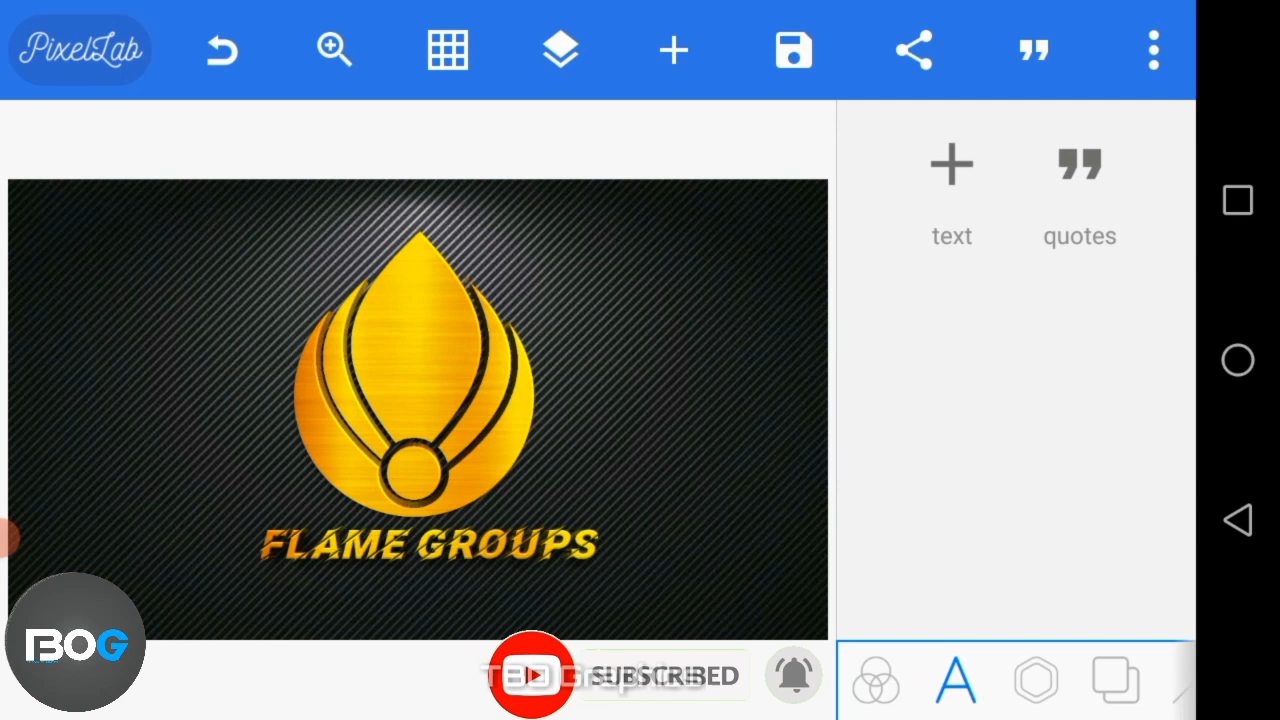 PixelLab
text
quotes
FLAME GROUPS
BOG
SUBSCRIBED